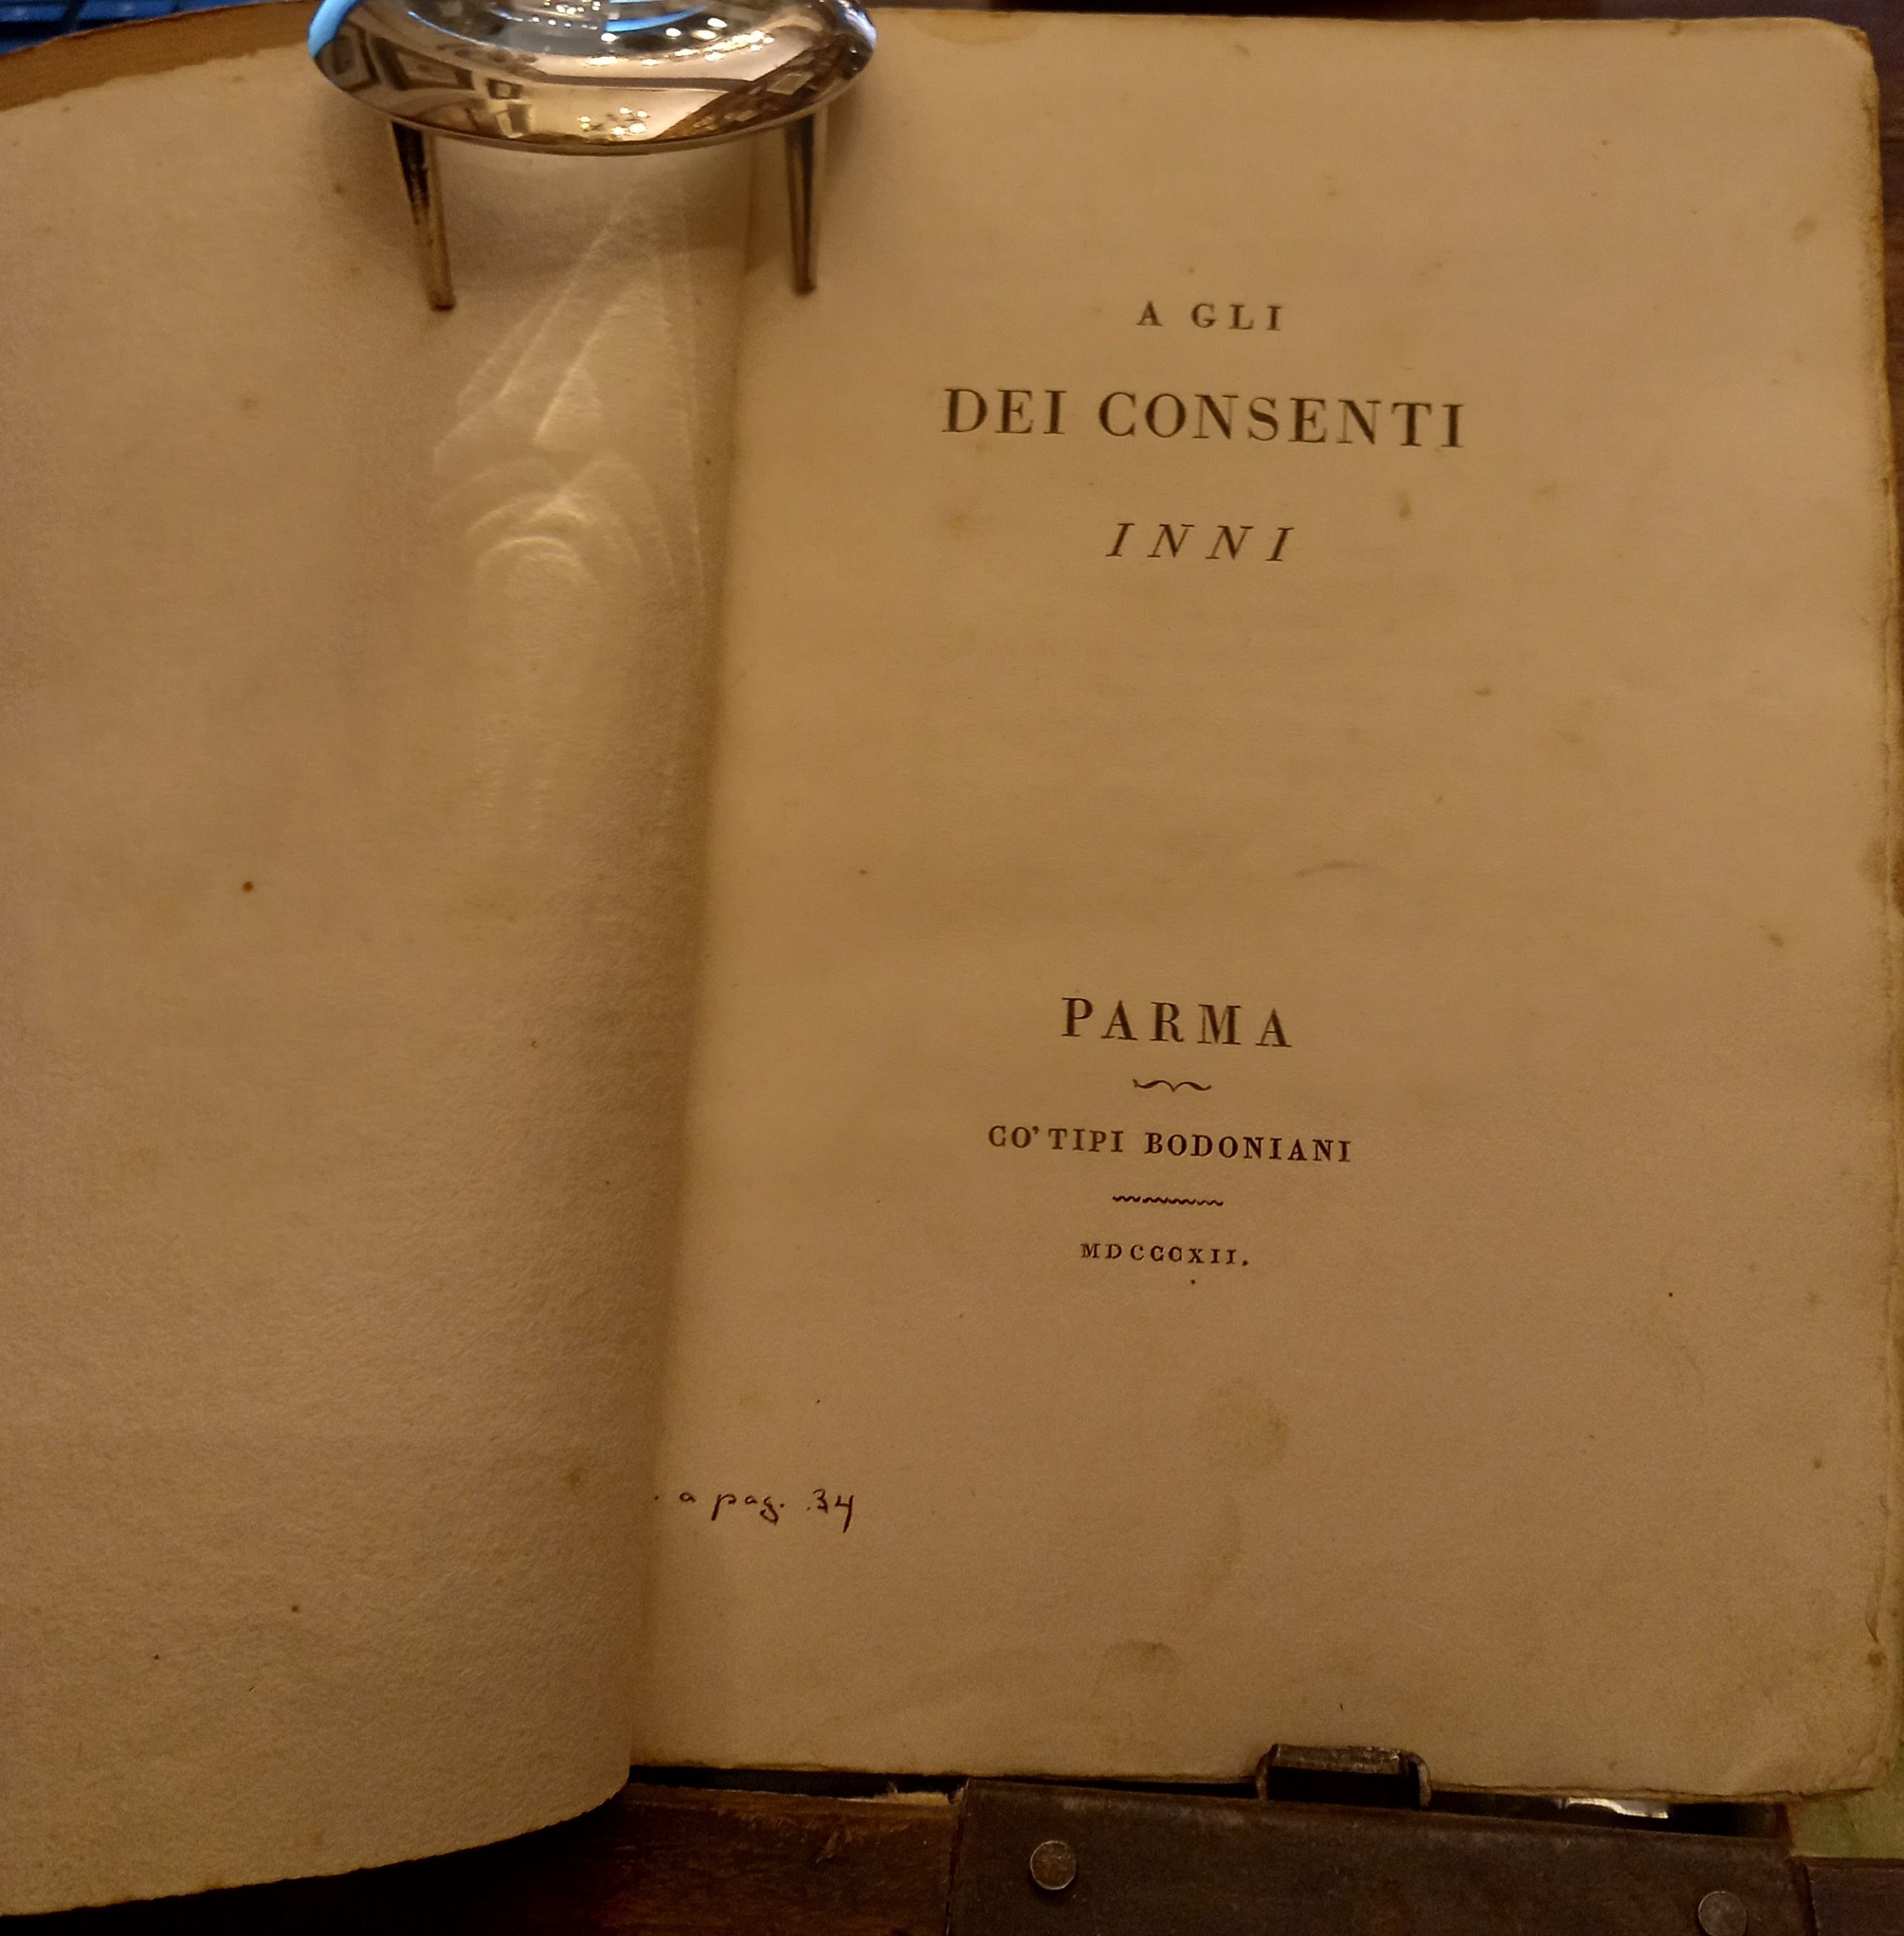 A GLI
DEI CONSENTI
INNI
PARMA
CO' TIPI BODONIANI
MDCCCXII.
a pag. 34